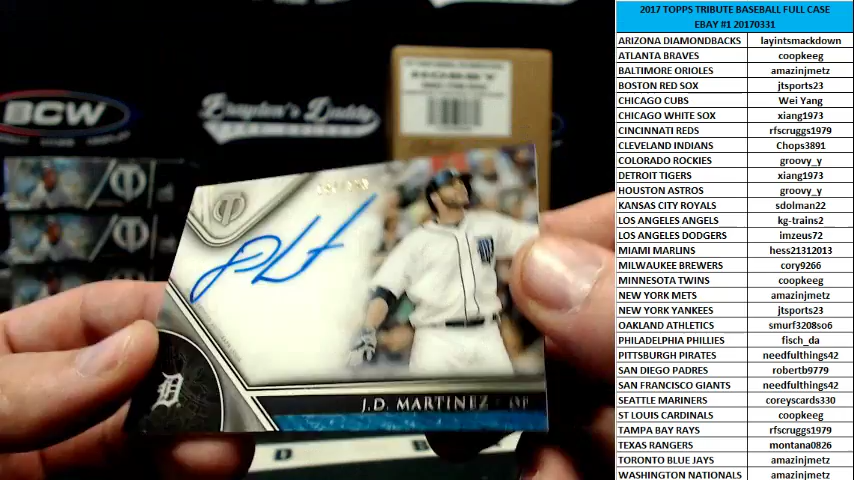 BCW
Brayton's Daddy
HOBBY
J.D. MARTINEZ - OF
D
2017 TOPPS TRIBUTE BASEBALL FULL CASE
EBAY #1 20170331
ARIZONA DIAMONDBACKS layintsmackdown
ATLANTA BRAVES coopkeeg
BALTIMORE ORIOLES amazinjmetz
BOSTON RED SOX jtsports23
CHICAGO CUBS Wei Yang
CHICAGO WHITE SOX xiang1973
CINCINNATI REDS rfscruggs1979
CLEVELAND INDIANS Chops3891
COLORADO ROCKIES groovy_y
DETROIT TIGERS xiang1973
HOUSTON ASTROS groovy_y
KANSAS CITY ROYALS sdolman22
LOS ANGELES ANGELS kg-trains2
LOS ANGELES DODGERS imzeus72
MIAMI MARLINS hess21312013
MILWAUKEE BREWERS cory9266
MINNESOTA TWINS coopkeeg
NEW YORK METS amazinjmetz
NEW YORK YANKEES jtsports23
OAKLAND ATHLETICS smurf3208so6
PHILADELPHIA PHILLIES fisch_da
PITTSBURGH PIRATES needfulthings42
SAN DIEGO PADRES robertb9779
SAN FRANCISCO GIANTS needfulthings42
SEATTLE MARINERS coreyscards330
ST LOUIS CARDINALS coopkeeg
TAMPA BAY RAYS rfscruggs1979
TEXAS RANGERS montana0826
TORONTO BLUE JAYS amazinjmetz
WASHINGTON NATIONALS amazinjmetz